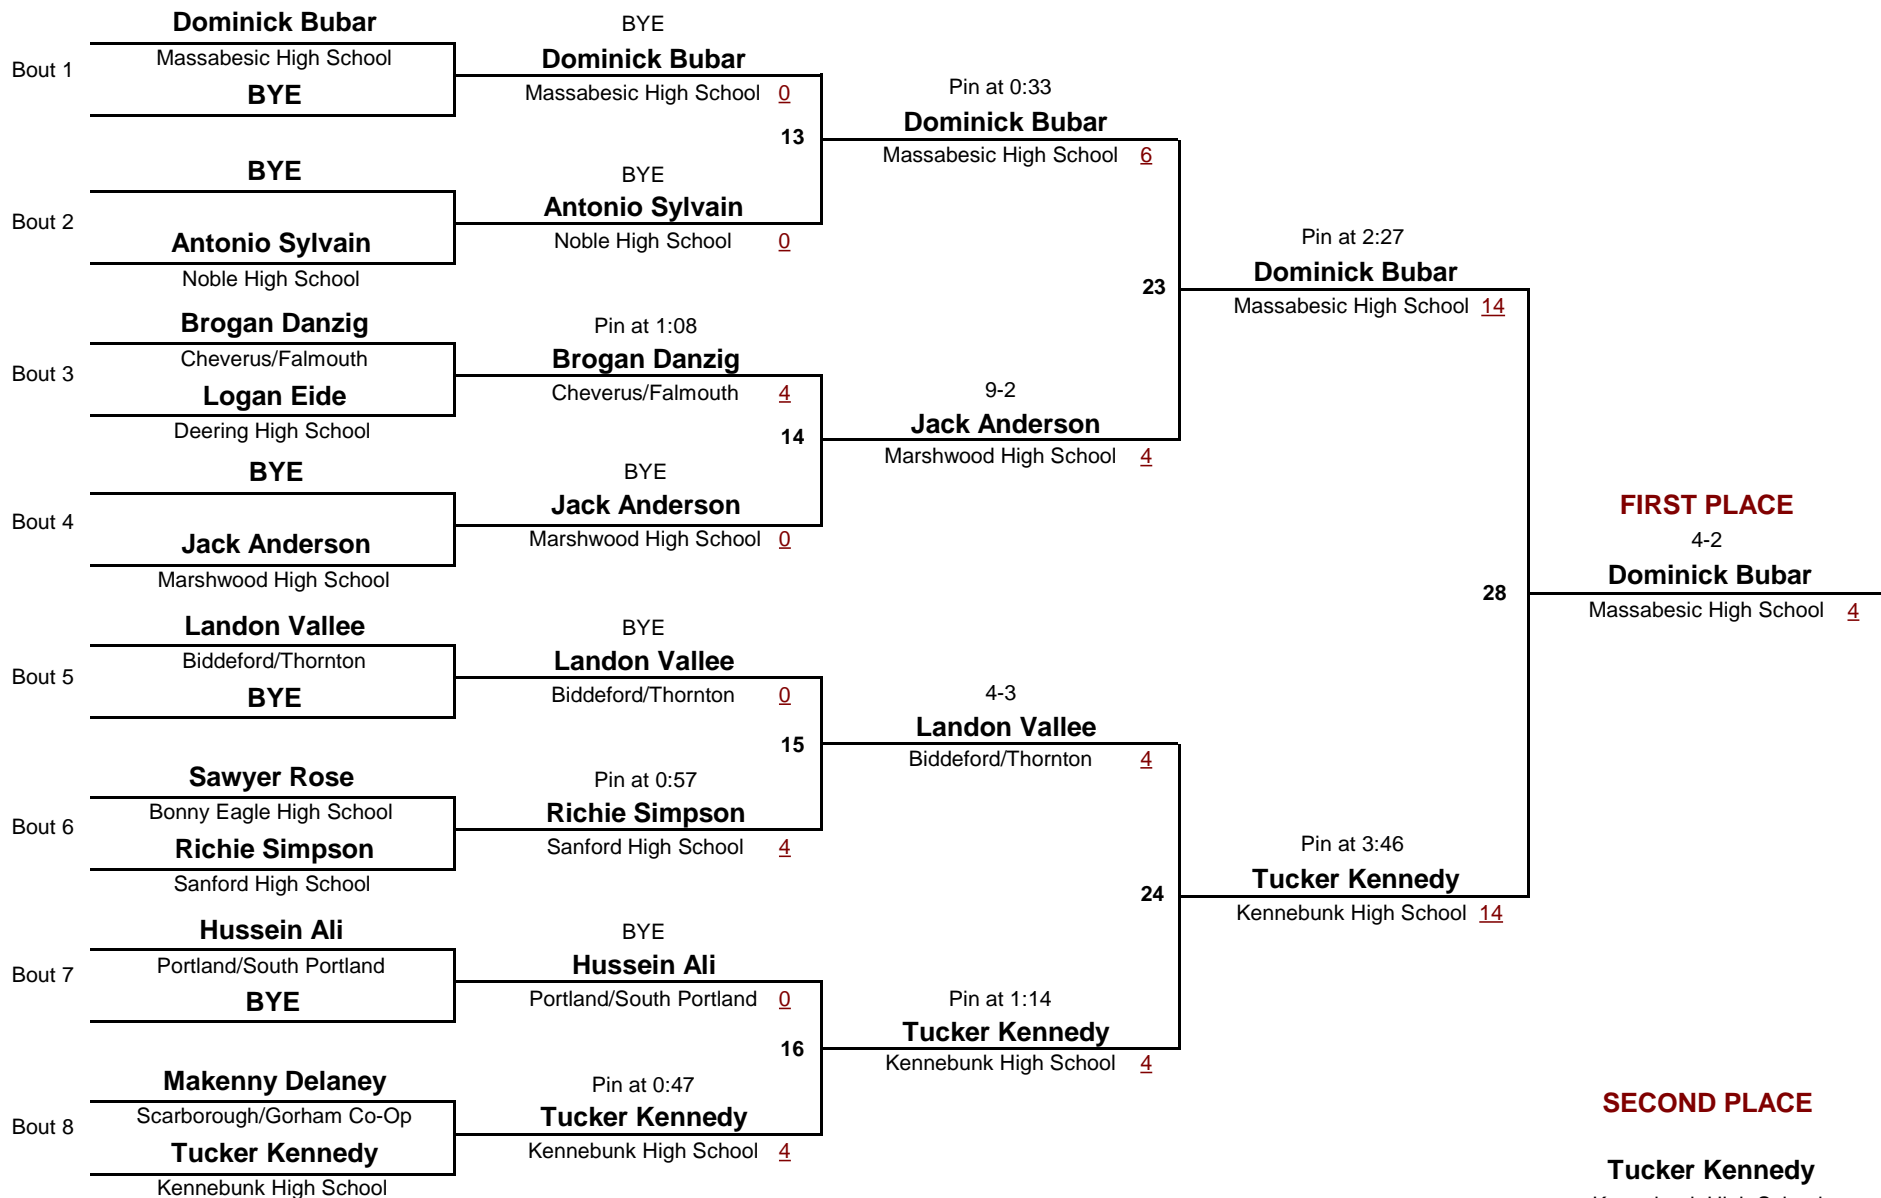 Dominick Bubar
Bout 1
Massabesic High School
BYE
BYE
Bout 2
Antonio Sylvain
Noble High School
Brogan Danzig
Bout 3
Cheverus/Falmouth
Logan Eide
Deering High School
BYE
Bout 4
Jack Anderson
Marshwood High School
Landon Vallee
Bout 5
Biddeford/Thornton
BYE
Sawyer Rose
Bout 6
Bonny Eagle High School
Richie Simpson
Sanford High School
Hussein Ali
Bout 7
Portland/South Portland
BYE
Makenny Delaney
Bout 8
Scarborough/Gorham Co-Op
Tucker Kennedy
Kennebunk High School
BYE
Dominick Bubar
Massabesic High School 0
13
BYE
Antonio Sylvain
Noble High School 0
Pin at 1:08
Brogan Danzig
Cheverus/Falmouth 4
14
BYE
Jack Anderson
Marshwood High School 0
BYE
Landon Vallee
Biddeford/Thornton 0
15
Pin at 0:57
Richie Simpson
Sanford High School 4
BYE
Hussein Ali
Portland/South Portland 0
16
Pin at 0:47
Tucker Kennedy
Kennebunk High School 4
Pin at 0:33
Dominick Bubar
Massabesic High School 6
23
9-2
Jack Anderson
Marshwood High School 4
4-3
Landon Vallee
Biddeford/Thornton 4
24
Pin at 1:14
Tucker Kennedy
Kennebunk High School 4
Pin at 2:27
Dominick Bubar
Massabesic High School 14
28
Pin at 3:46
Tucker Kennedy
Kennebunk High School 14
FIRST PLACE
4-2
Dominick Bubar
Massabesic High School 4
SECOND PLACE
Tucker Kennedy